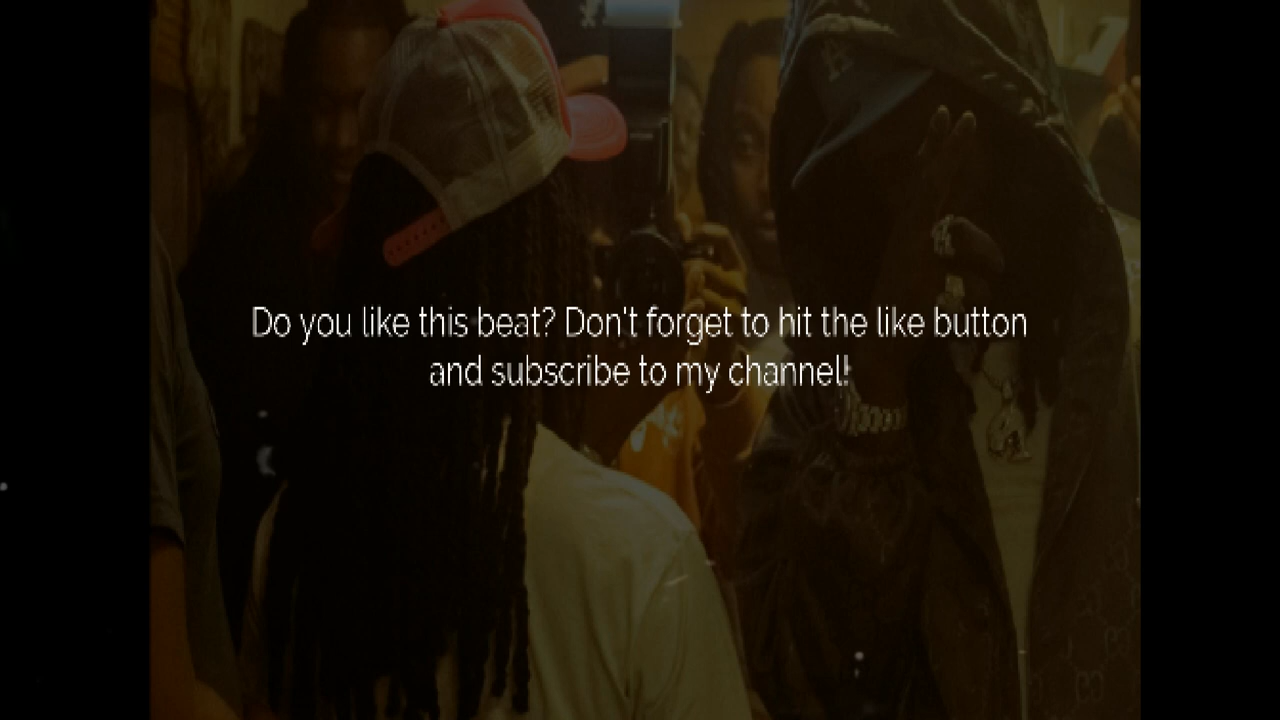 Do you like this beat? Don't forget to hit the like button
and subscribe to my channel!